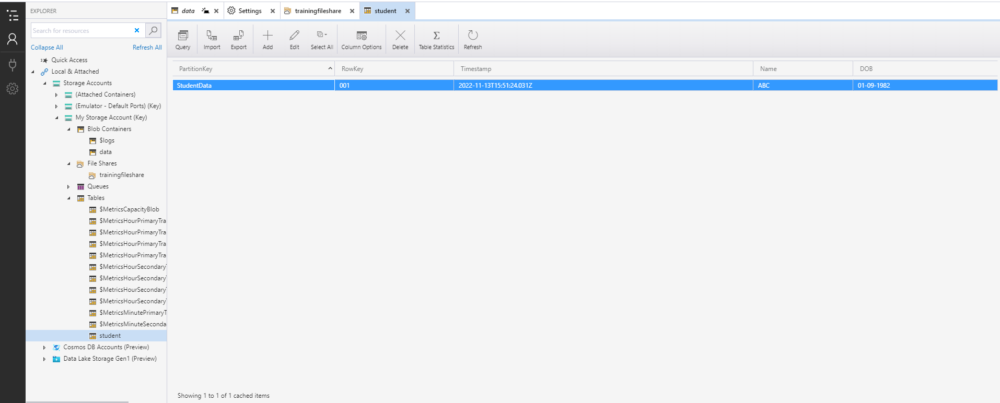 EXPLORER
Search for resources
Collapse All Refresh All
Quick Access
Local & Attached
Storage Accounts
(Attached Containers)
(Emulator - Default Ports) (Key)
My Storage Account (Key)
Blob Containers
$logs
data
File Shares
trainingfileshare
Queues
Tables
$MetricsCapacityBlob
$MetricsHourPrimaryTra
$MetricsHourPrimaryTra
$MetricsHourPrimaryTra
$MetricsHourPrimaryTra
$MetricsHourSecondaryT
$MetricsHourSecondaryT
$MetricsHourSecondaryT
$MetricsHourSecondaryT
$MetricsMinutePrimaryT
$MetricsMinuteSeconda
student
Cosmos DB Accounts (Preview)
Data Lake Storage Gen1 (Preview)
data Settings trainingfileshare student
Query Import Export Add Edit Select All Column Options Delete Table Statistics Refresh
PartitionKey RowKey Timestamp Name DOB
StudentData 001 2022-11-13T15:51:24.031Z ABC 01-09-1982
Showing 1 to 1 of 1 cached items